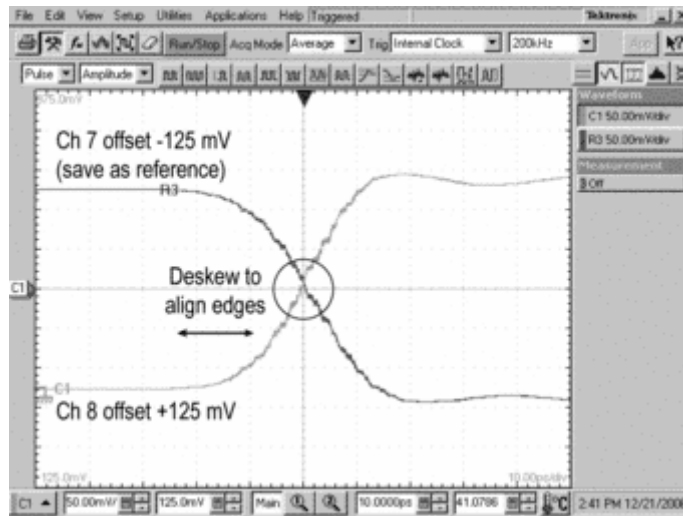 File Edit View Setup Utilities Applications Help Triggered Tektronix
Run/Stop Acq Mode Average Trig Internal Clock 200kHz App
Pulse Amplitude
Waveform
C1 50.00mV/div
R3 50.00mV/div
Measurement
Off
375.0mV
Ch 7 offset -125 mV
(save as reference)
R3
Deskew to
align edges
C1
C1
Ch 8 offset +125 mV
-125.0mV
10.00ps/div
C1 50.00mV/ 125.0mV Main 10.0000ps 41.0786 °C 2:41 PM 12/21/